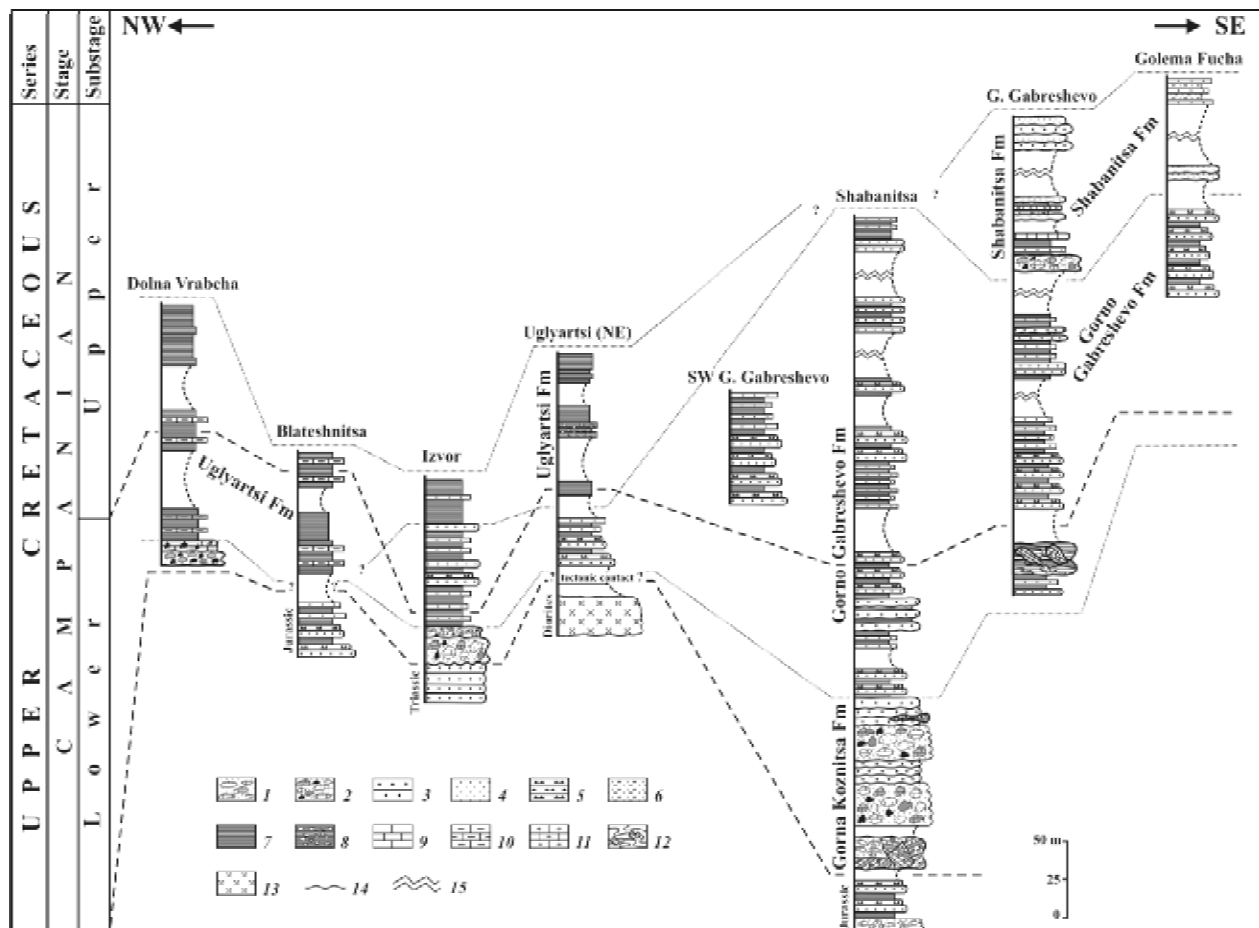 Series
Stage
Substage
NW
SE
UPPER CRETACEOUS
CAMPANIAN
Upper
Lower
Golema Fucha
G. Gabreshevo
Shabanitsa
Dolna Vrabcha
Uglyartsi (NE)
SW G. Gabreshevo
Blateshnitsa
Izvor
Shabanitsa Fm
Shabanitsa Fm
Gorno
Gabreshevo Fm
Uglyartsi Fm
Uglyartsi Fm
Gorno Gabreshevo Fm
Gorna Koznitsa Fm
?
?
?
?
?
? tectonic contact ?
Jurassic
Triassic
Diorites
Jurassic
1
2
3
4
5
6
7
8
9
10
11
12
13
14
15
50 m
25
0